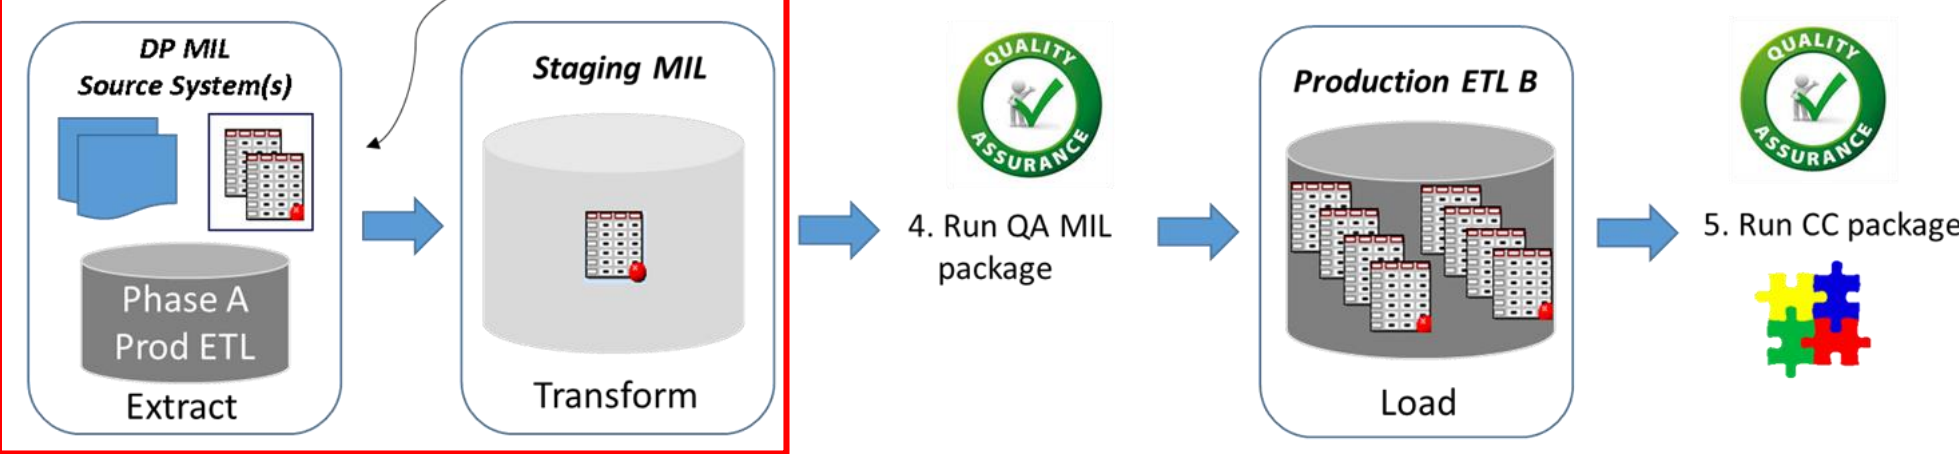 DP MIL
Source System(s)
Phase A
Prod ETL
Extract
Staging MIL
Transform
QUALITY
ASSURANCE
4. Run QA MIL
package
Production ETL B
Load
QUALITY
ASSURANCE
5. Run CC package